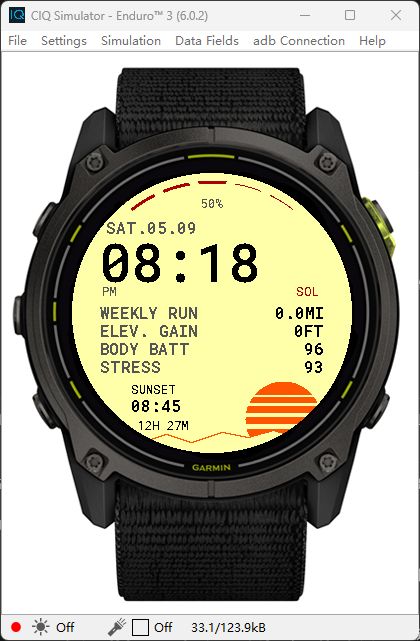 IQ CIQ Simulator - Enduro™ 3 (6.0.2)
File Settings Simulation Data Fields adb Connection Help
50%
SAT.05.09
08:18
PM SOL
WEEKLY RUN 0.0MI
ELEV. GAIN 0FT
BODY BATT 96
STRESS 93
SUNSET
08:45
12H 27M
GARMIN
Off Off 33.1/123.9kB